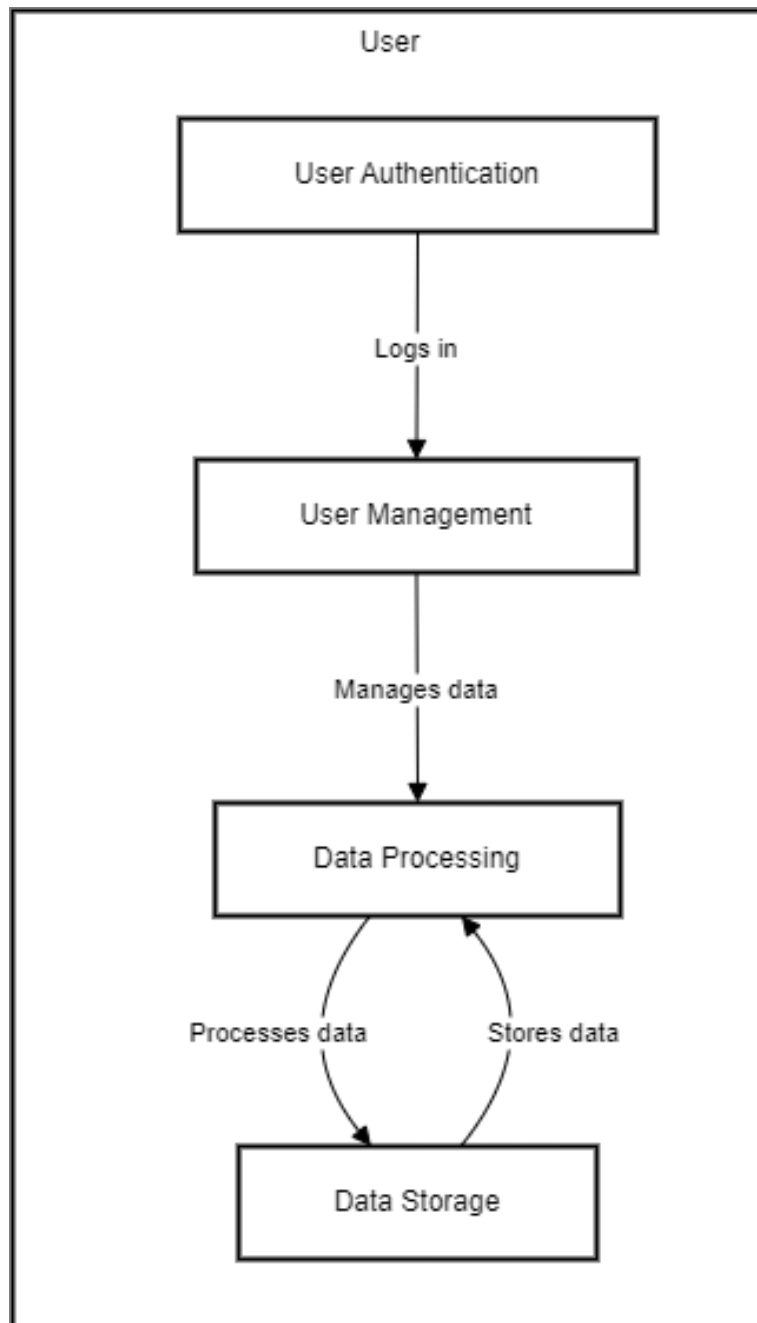 User
User Authentication
Logs in
User Management
Manages data
Data Processing
Processes data
Stores data
Data Storage